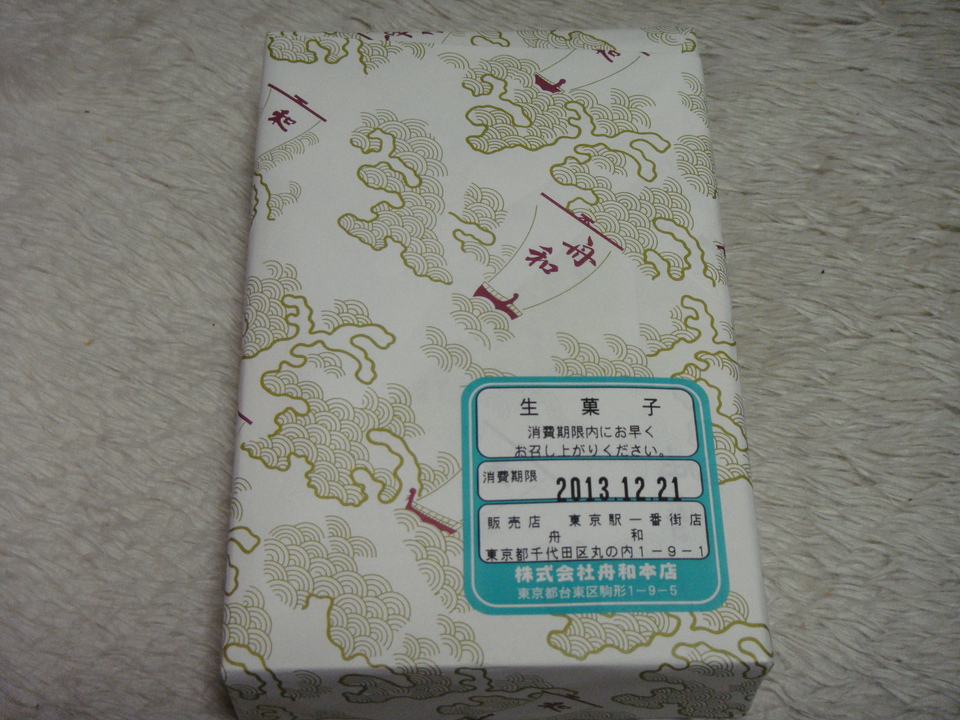 舟和
生菓子
消費期限内にお早く
お召し上がりください。
消費期限 2013.12.21
販売店 東京駅一番街店
舟和
東京都千代田区丸の内1-9-1
株式会社舟和本店
東京都台東区駒形1-9-5